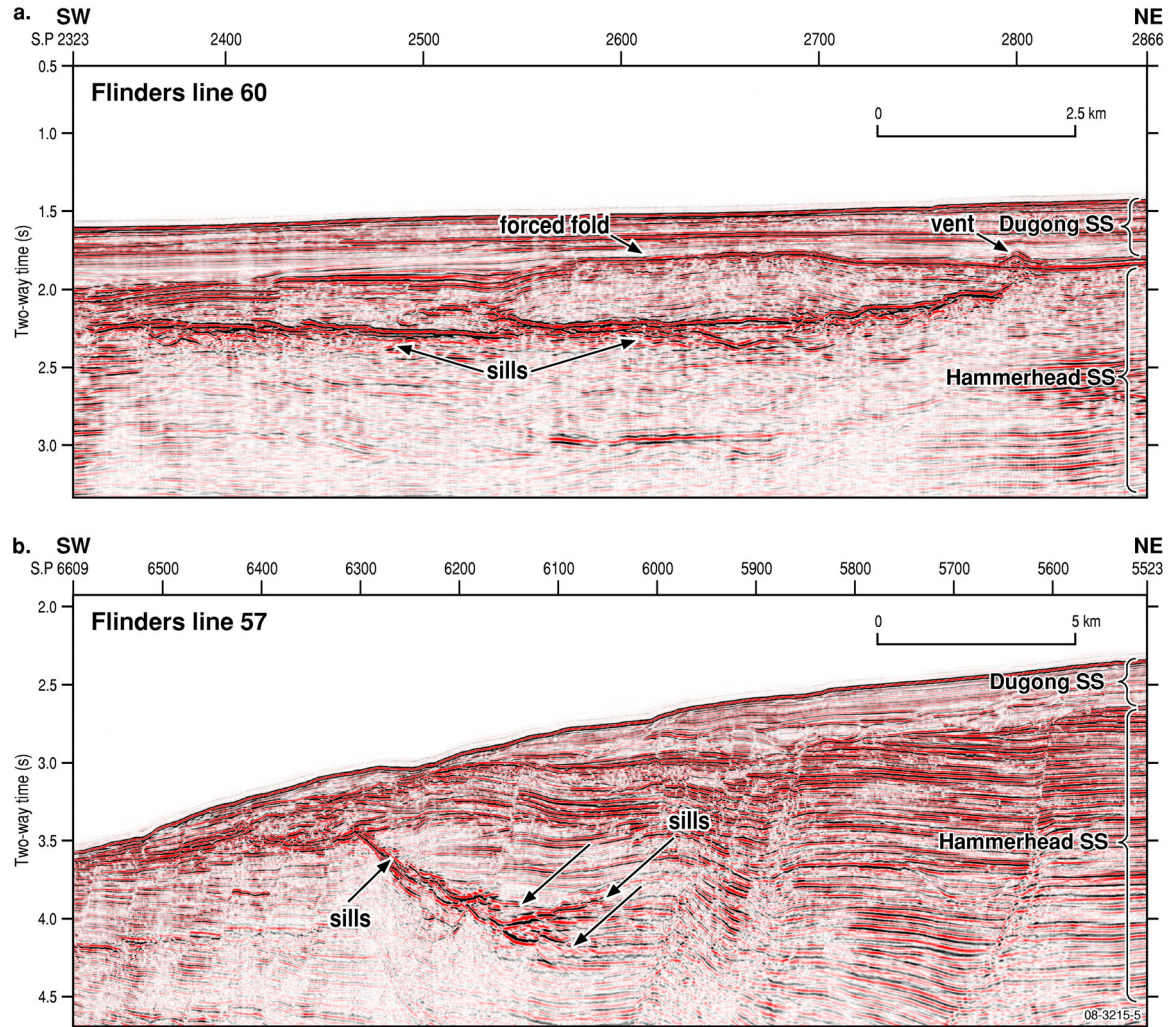 a. SW NE
S.P 2323 2400 2500 2600 2700 2800 2866
0.5
Flinders line 60
0 2.5 km
1.0
1.5
forced fold vent Dugong SS
Two-way time (s)
2.0
2.5
sills
Hammerhead SS
3.0
b. SW NE
S.P 6609 6500 6400 6300 6200 6100 6000 5900 5800 5700 5600 5523
2.0
Flinders line 57
0 5 km
2.5
Dugong SS
3.0
Two-way time (s)
3.5
sills
Hammerhead SS
sills
4.0
4.5
08-3215-5